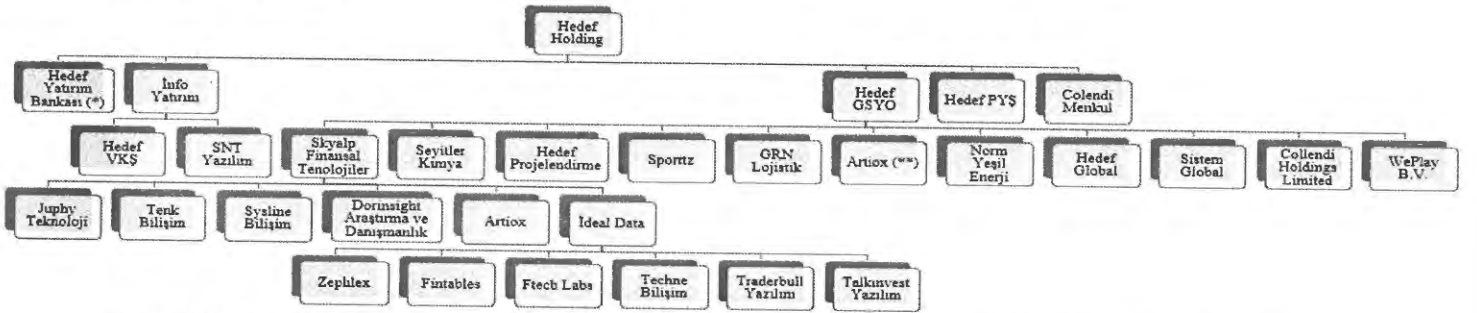 Hedef
Holding
Hedef
Yatırım
Bankası (*)
İnfo
Yatırım
Hedef
GSYO
Hedef PYŞ
Colendi
Menkul
Hedef
VKŞ
SNT
Yazılım
Skyalp
Finansal
Tenolojiler
Seyitler
Kimya
Hedef
Projelendirme
Sporttz
GRN
Lojistik
Artiox (**)
Norm
Yeşil
Enerji
Hedef
Global
Sistem
Global
Collendi
Holdings
Limited
WePlay
B.V.
Juphy
Teknoloji
Tenk
Bilişim
Sysline
Bilişim
Dorinsight
Araştırma ve
Danışmanlık
Artiox
İdeal Data
Zephlex
Fintables
Ftech Labs
Techne
Bilişim
Traderbull
Yazılım
Talkinvest
Yazılım